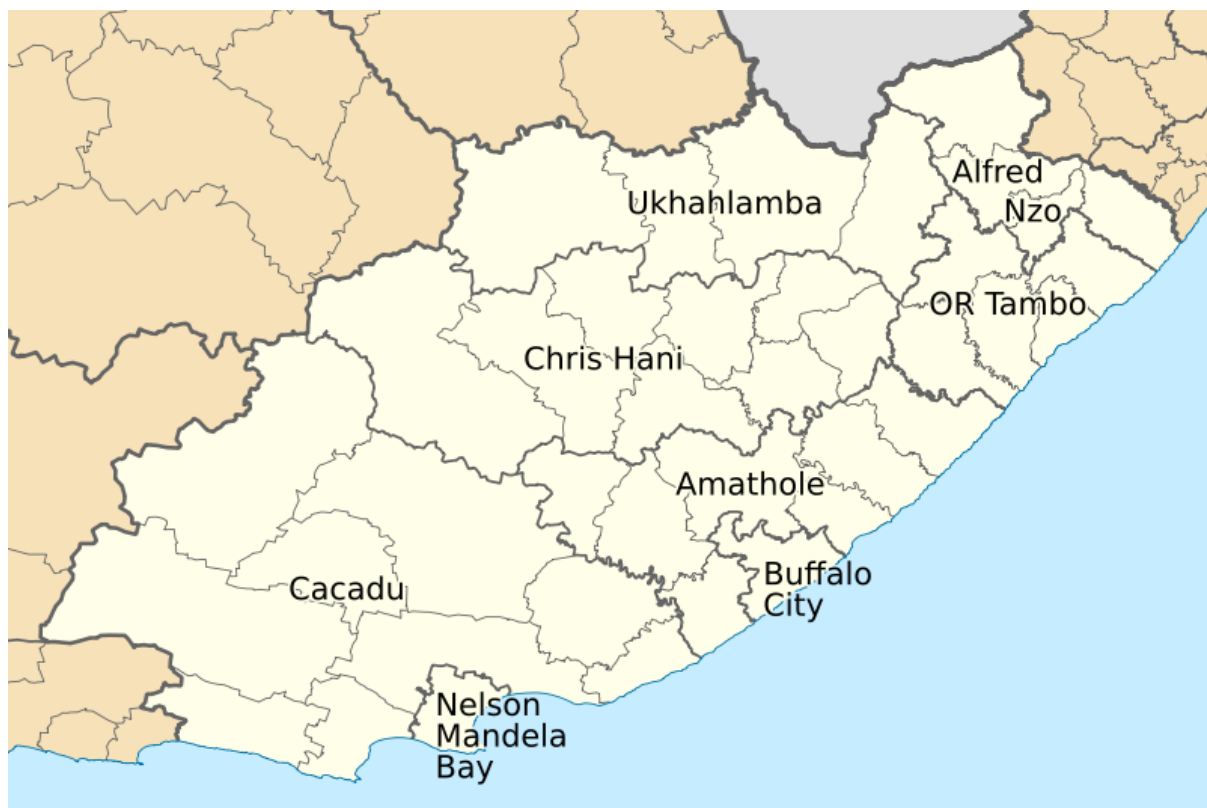 Alfred
Nzo
Ukhahlamba
OR Tambo
Chris Hani
Amathole
Buffalo
City
Cacadu
Nelson
Mandela
Bay